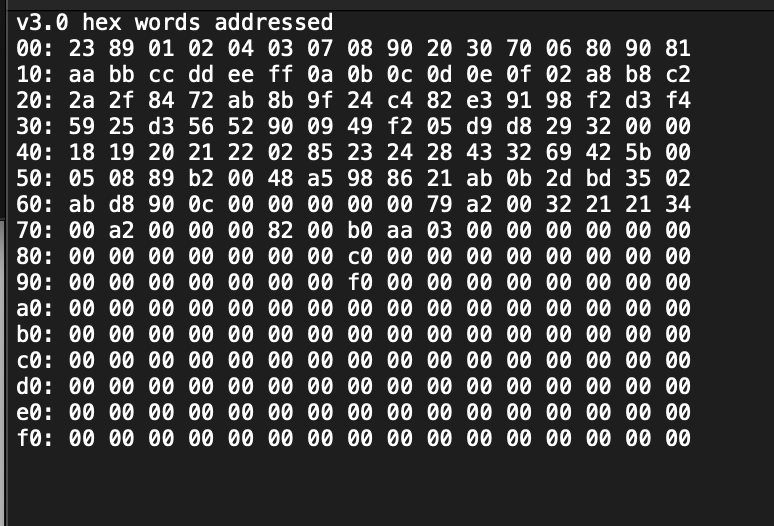 v3.0 hex words addressed
00: 23 89 01 02 04 03 07 08 90 20 30 70 06 80 90 81
10: aa bb cc dd ee ff 0a 0b 0c 0d 0e 0f 02 a8 b8 c2
20: 2a 2f 84 72 ab 8b 9f 24 c4 82 e3 91 98 f2 d3 f4
30: 59 25 d3 56 52 90 09 49 f2 05 d9 d8 29 32 00 00
40: 18 19 20 21 22 02 85 23 24 28 43 32 69 42 5b 00
50: 05 08 89 b2 00 48 a5 98 86 21 ab 0b 2d bd 35 02
60: ab d8 90 0c 00 00 00 00 00 79 a2 00 32 21 21 34
70: 00 a2 00 00 00 82 00 b0 aa 03 00 00 00 00 00 00
80: 00 00 00 00 00 00 00 c0 00 00 00 00 00 00 00 00
90: 00 00 00 00 00 00 00 f0 00 00 00 00 00 00 00 00
a0: 00 00 00 00 00 00 00 00 00 00 00 00 00 00 00 00
b0: 00 00 00 00 00 00 00 00 00 00 00 00 00 00 00 00
c0: 00 00 00 00 00 00 00 00 00 00 00 00 00 00 00 00
d0: 00 00 00 00 00 00 00 00 00 00 00 00 00 00 00 00
e0: 00 00 00 00 00 00 00 00 00 00 00 00 00 00 00 00
f0: 00 00 00 00 00 00 00 00 00 00 00 00 00 00 00 00